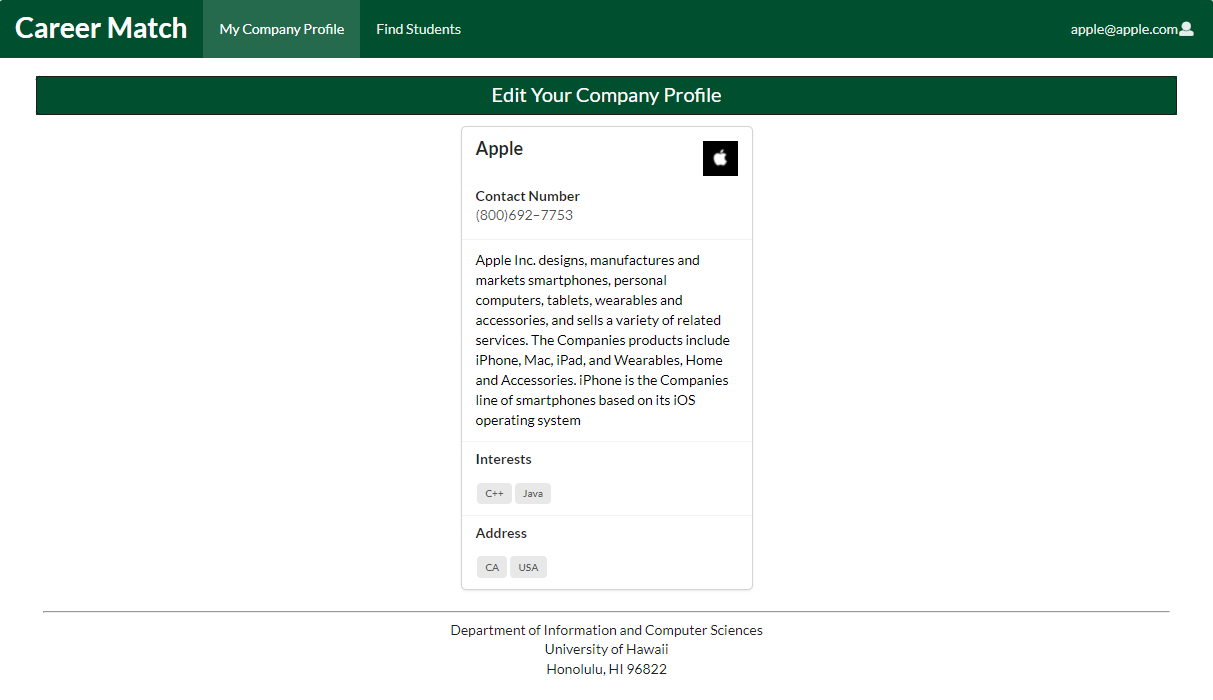 Career Match
My Company Profile
Find Students
apple@apple.com
Edit Your Company Profile
Apple
Contact Number
(800)692–7753
Apple Inc. designs, manufactures and
markets smartphones, personal
computers, tablets, wearables and
accessories, and sells a variety of related
services. The Companies products include
iPhone, Mac, iPad, and Wearables, Home
and Accessories. iPhone is the Companies
line of smartphones based on its iOS
operating system
Interests
C++ Java
Address
CA USA
Department of Information and Computer Sciences
University of Hawaii
Honolulu, HI 96822